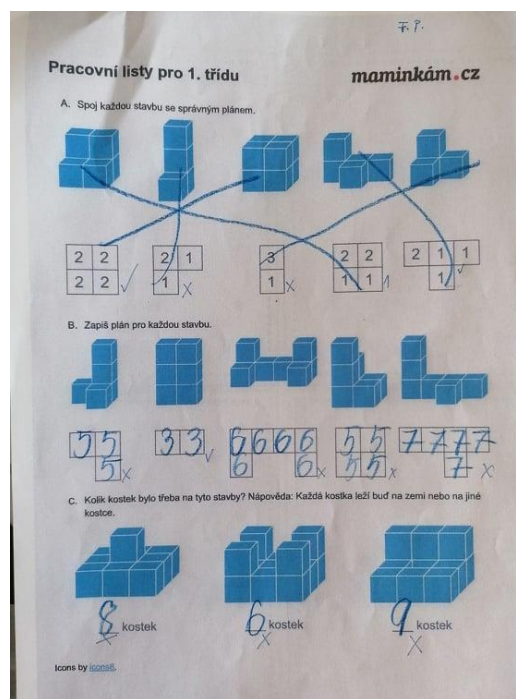 F. P.
Pracovní listy pro 1. třídu
maminkám.cz
A. Spoj každou stavbu se správným plánem.
2 2 2 1 3 2 2 2 1 1
2 2 1 x 1 x 1 1 1
B. Zapiš plán pro každou stavbu.
5 5 3 3 6 6 6 6 5 5 7 7 7 7
5 x 6 6 x 5 5 x 7 x
C. Kolik kostek bylo třeba na tyto stavby? Nápověda: Každá kostka leží buď na zemi nebo na jiné
kostce.
8 kostek 6 kostek 9 kostek
x x x
Icons by icons8.